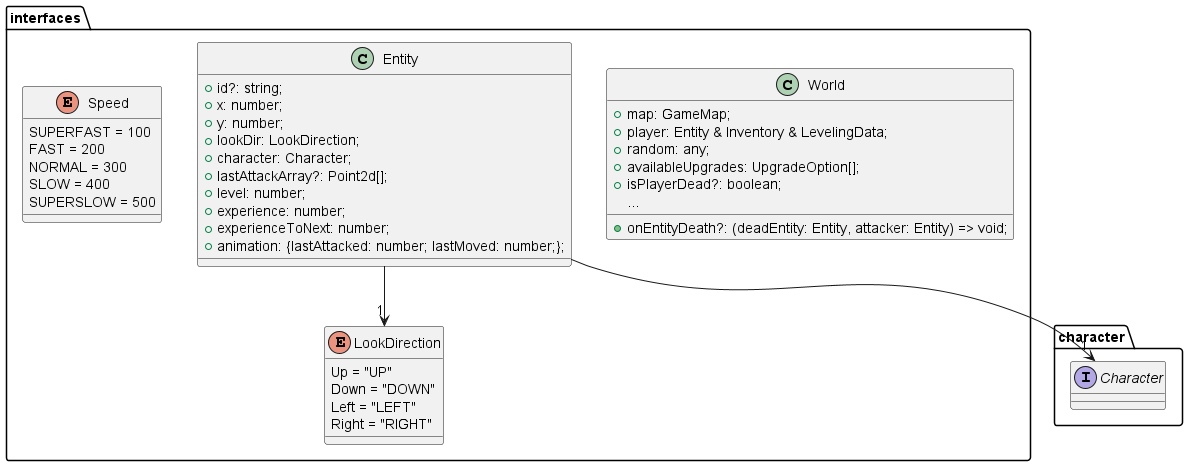 interfaces
E Speed
SUPERFAST = 100
FAST = 200
NORMAL = 300
SLOW = 400
SUPERSLOW = 500
C Entity
id?: string;
x: number;
y: number;
lookDir: LookDirection;
character: Character;
lastAttackArray?: Point2d[];
level: number;
experience: number;
experienceToNext: number;
animation: {lastAttacked: number; lastMoved: number;};
C World
map: GameMap;
player: Entity & Inventory & LevelingData;
random: any;
availableUpgrades: UpgradeOption[];
isPlayerDead?: boolean;
...
onEntityDeath?: (deadEntity: Entity, attacker: Entity) => void;
1
E LookDirection
Up = "UP"
Down = "DOWN"
Left = "LEFT"
Right = "RIGHT"
character
1
I Character